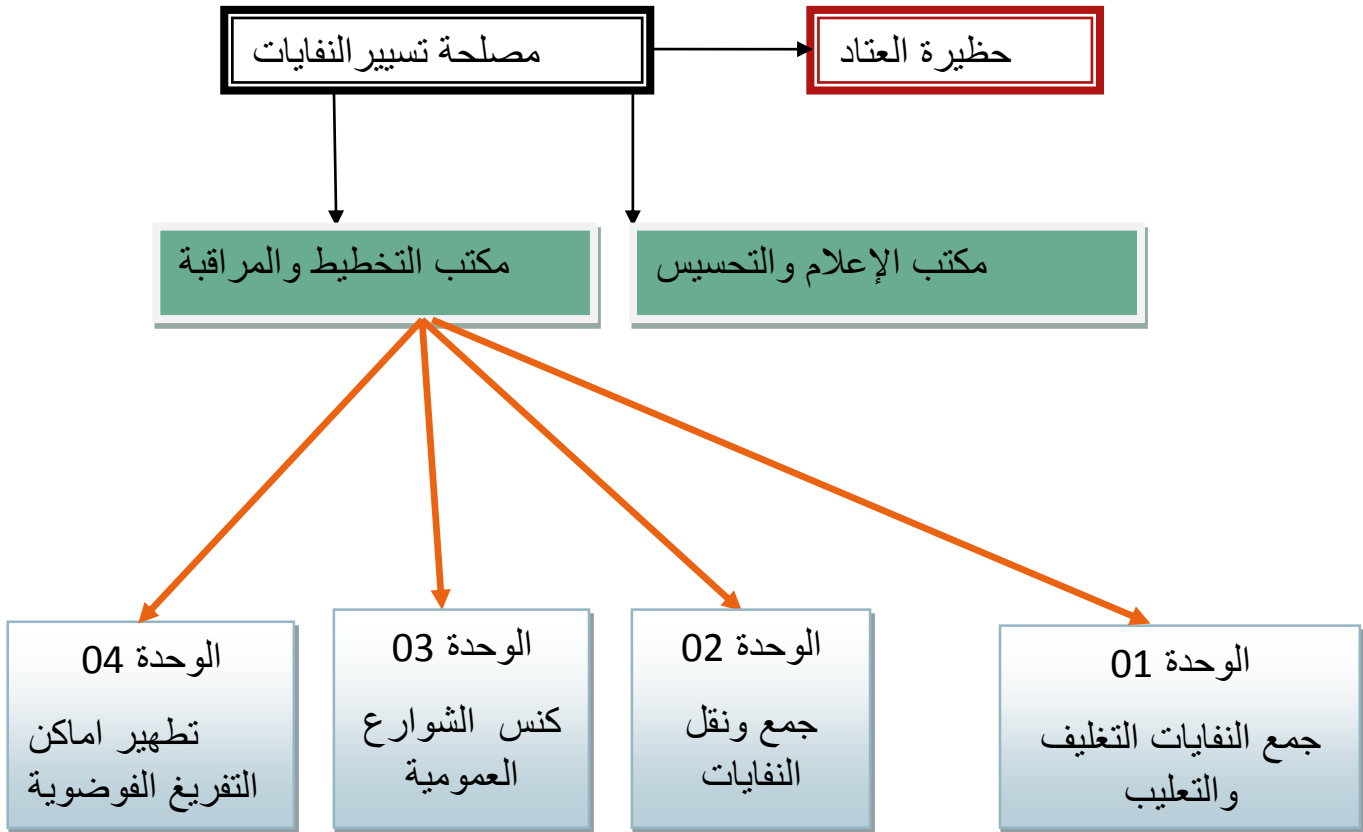 حظيرة العتاد
مصلحة تسييرالنفايات
مكتب الإعلام والتحسيس
مكتب التخطيط والمراقبة
الوحدة 01
جمع النفايات التغليف
والتعليب
الوحدة 02
جمع ونقل
النفايات
الوحدة 03
كنس الشوارع
العمومية
الوحدة 04
تطهير اماكن
التفريغ الفوضوية